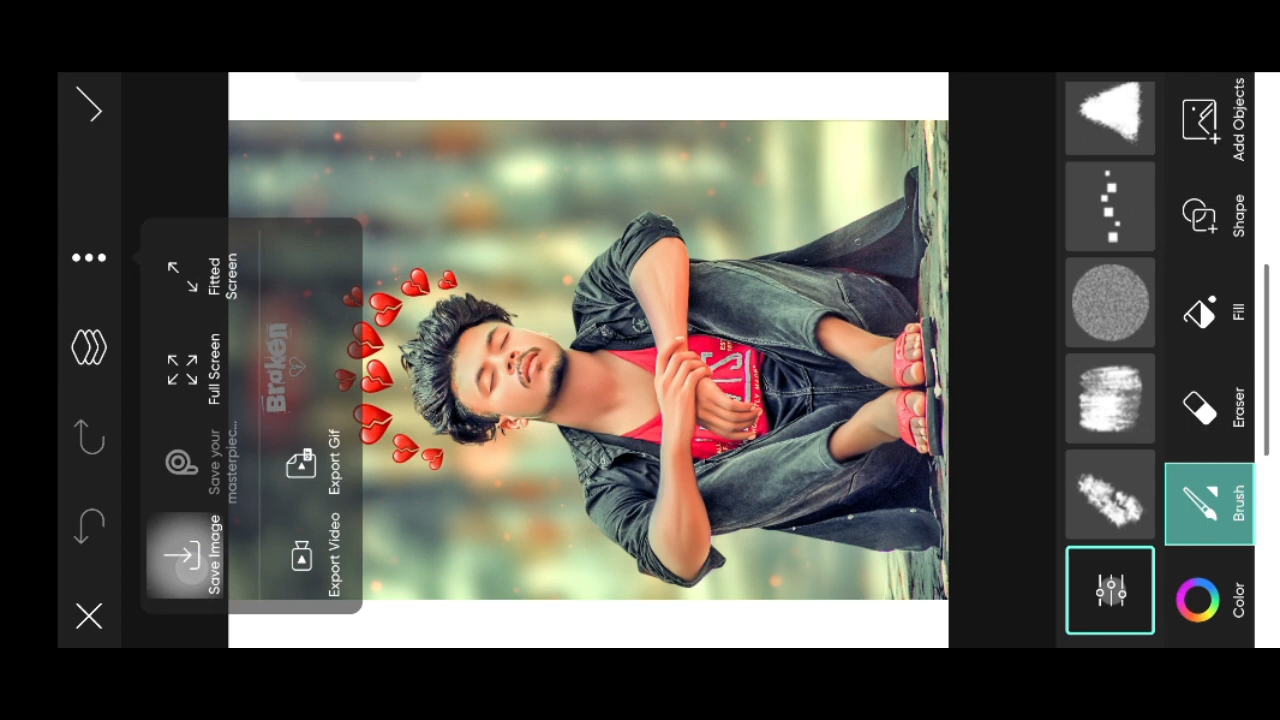 Fitted
Screen
Full Screen
Save your
masterpiec...
Save Image
Export Gif
Export Video
Broken
Add Objects
Shape
Fill
Eraser
Brush
Color